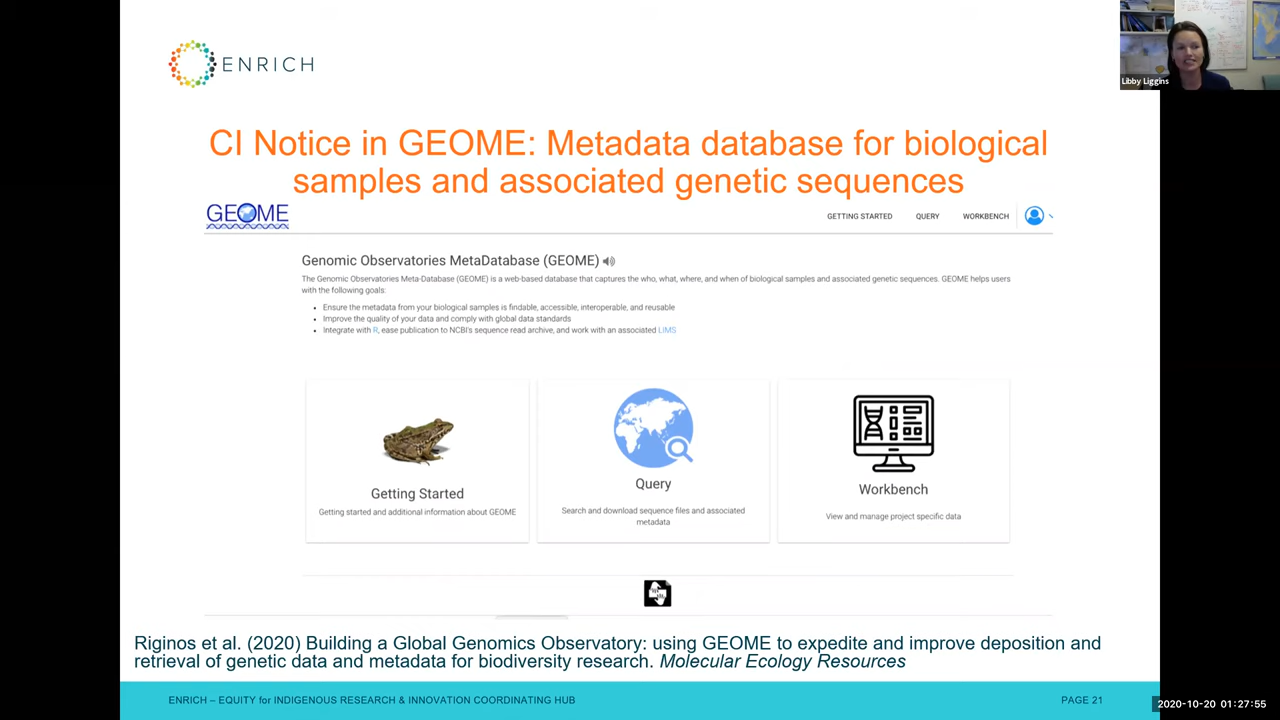 ENRICH
Libby Liggins
CI Notice in GEOME: Metadata database for biological
samples and associated genetic sequences
GEOME
GETTING STARTED QUERY WORKBENCH
Genomic Observatories MetaDatabase (GEOME)
The Genomic Observatories Meta-Database (GEOME) is a web-based database that captures the who, what, where, and when of biological samples and associated genetic sequences. GEOME helps users
with the following goals:
• Ensure the metadata from your biological samples is findable, accessible, interoperable, and reusable
• Improve the quality of your data and comply with global data standards
• Integrate with R, ease publication to NCBI's sequence read archive, and work with an associated LIMS
Getting Started
Getting started and additional information about GEOME
Query
Search and download sequence files and associated
metadata
Workbench
View and manage project specific data
Riginos et al. (2020) Building a Global Genomics Observatory: using GEOME to expedite and improve deposition and
retrieval of genetic data and metadata for biodiversity research. Molecular Ecology Resources
ENRICH – EQUITY for INDIGENOUS RESEARCH & INNOVATION COORDINATING HUB
PAGE 21
2020-10-20 01:27:55